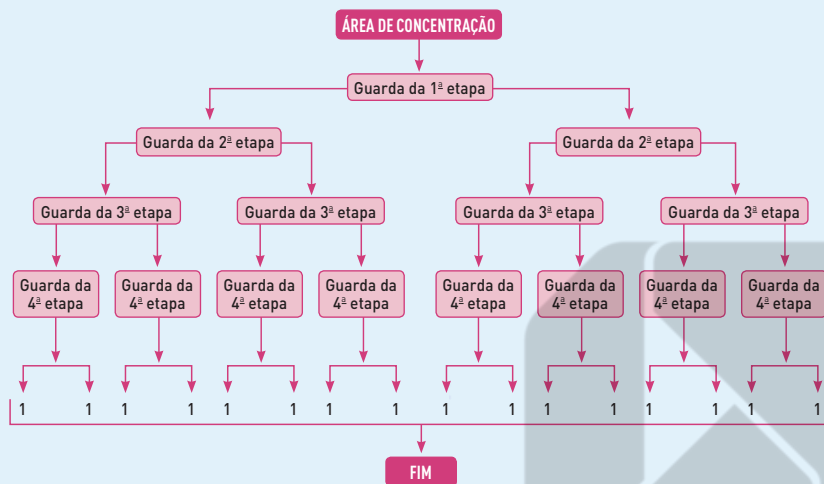 ÁREA DE CONCENTRAÇÃO
Guarda da 1ª etapa
Guarda da 2ª etapa Guarda da 2ª etapa
Guarda da 3ª etapa Guarda da 3ª etapa Guarda da 3ª etapa Guarda da 3ª etapa
Guarda da Guarda da Guarda da Guarda da Guarda da Guarda da Guarda da Guarda da
4ª etapa 4ª etapa 4ª etapa 4ª etapa 4ª etapa 4ª etapa 4ª etapa 4ª etapa
1 1 1 1 1 1 1 1 1 1 1 1 1 1 1 1
FIM